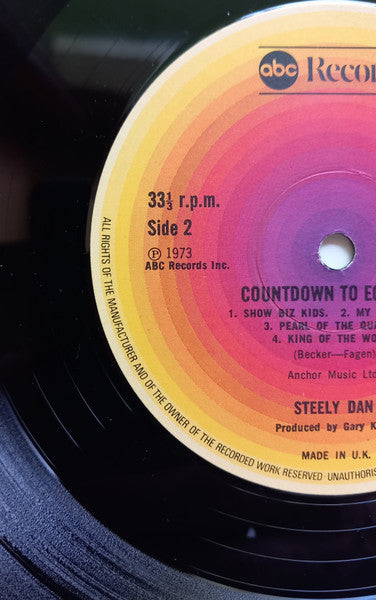 abc Recor
33⅓ r.p.m.
Side 2
Ⓟ 1973
ABC Records Inc.
COUNTDOWN TO
1. SHOW BIZ KIDS. 2. MY
3. PEARL OF THE QUA
4. KING OF THE WO
(Becker—Fagen)
Anchor Music Ltd
STEELY DAN
Produced by Gary K
MADE IN U.K.
ALL RIGHTS OF THE MANUFACTURER AND OF THE OWNER OF THE RECORDED WORK RESERVED UNAUTHORIS